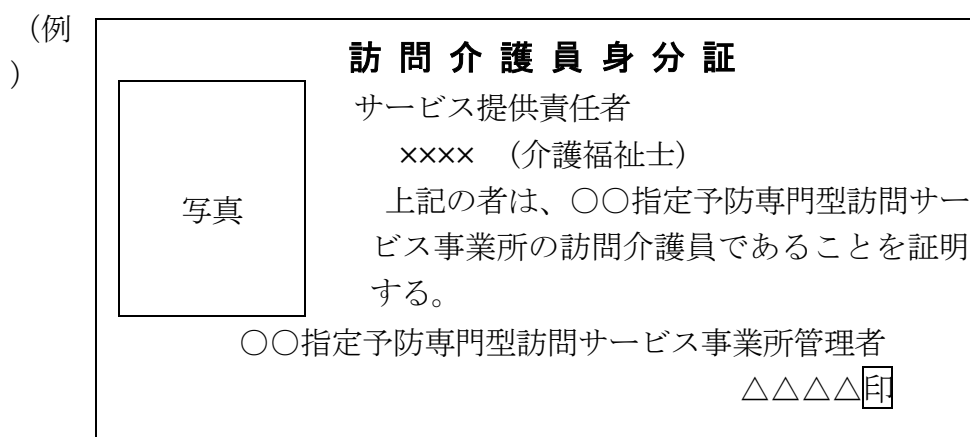 （例
）
訪問介護員身分証
サービス提供責任者
××××　（介護福祉士）
写真
上記の者は、〇〇指定予防専門型訪問サー
ビス事業所の訪問介護員であることを証明
する。
〇〇指定予防専門型訪問サービス事業所管理者
△△△△印